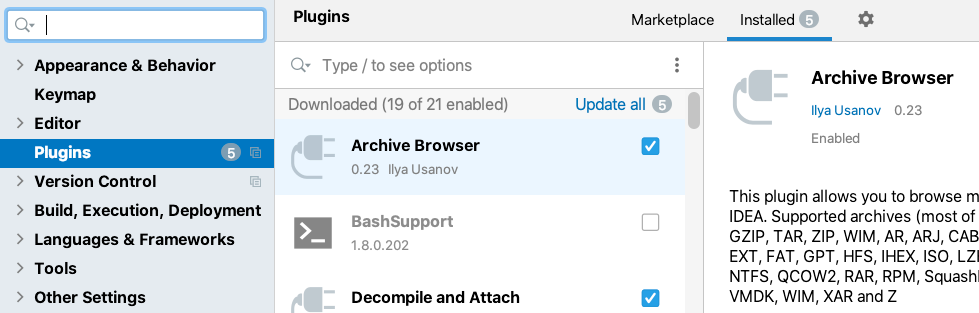 Appearance & Behavior
Keymap
Editor
Plugins 5
Version Control
Build, Execution, Deployment
Languages & Frameworks
Tools
Other Settings
Plugins
Marketplace Installed 5
Type / to see options
Downloaded (19 of 21 enabled) Update all 5
Archive Browser
0.23 Ilya Usanov
BashSupport
1.8.0.202
Decompile and Attach
Archive Browser
Ilya Usanov 0.23
Enabled
This plugin allows you to browse m
IDEA. Supported archives (most of
GZIP, TAR, ZIP, WIM, AR, ARJ, CAB
EXT, FAT, GPT, HFS, IHEX, ISO, LZ
NTFS, QCOW2, RAR, RPM, Squash
VMDK, WIM, XAR and Z